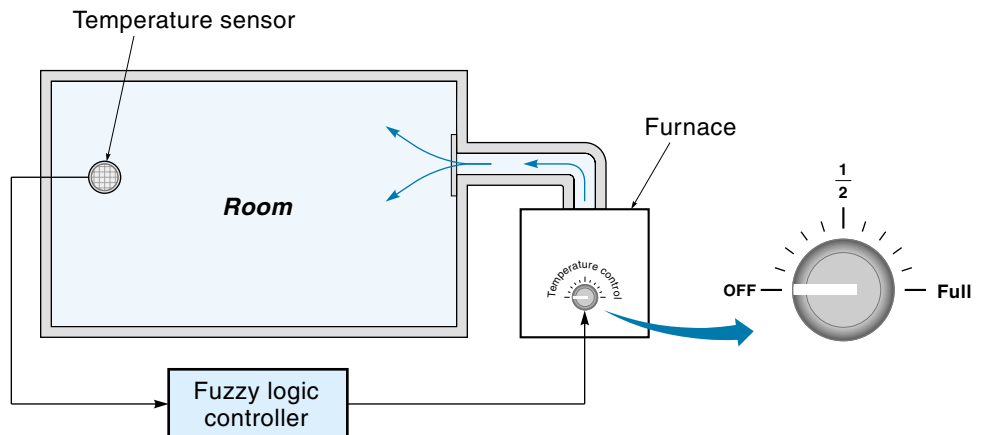 Temperature sensor
Furnace
Room
Temperature control
1
2
OFF
Full
Fuzzy logic
controller